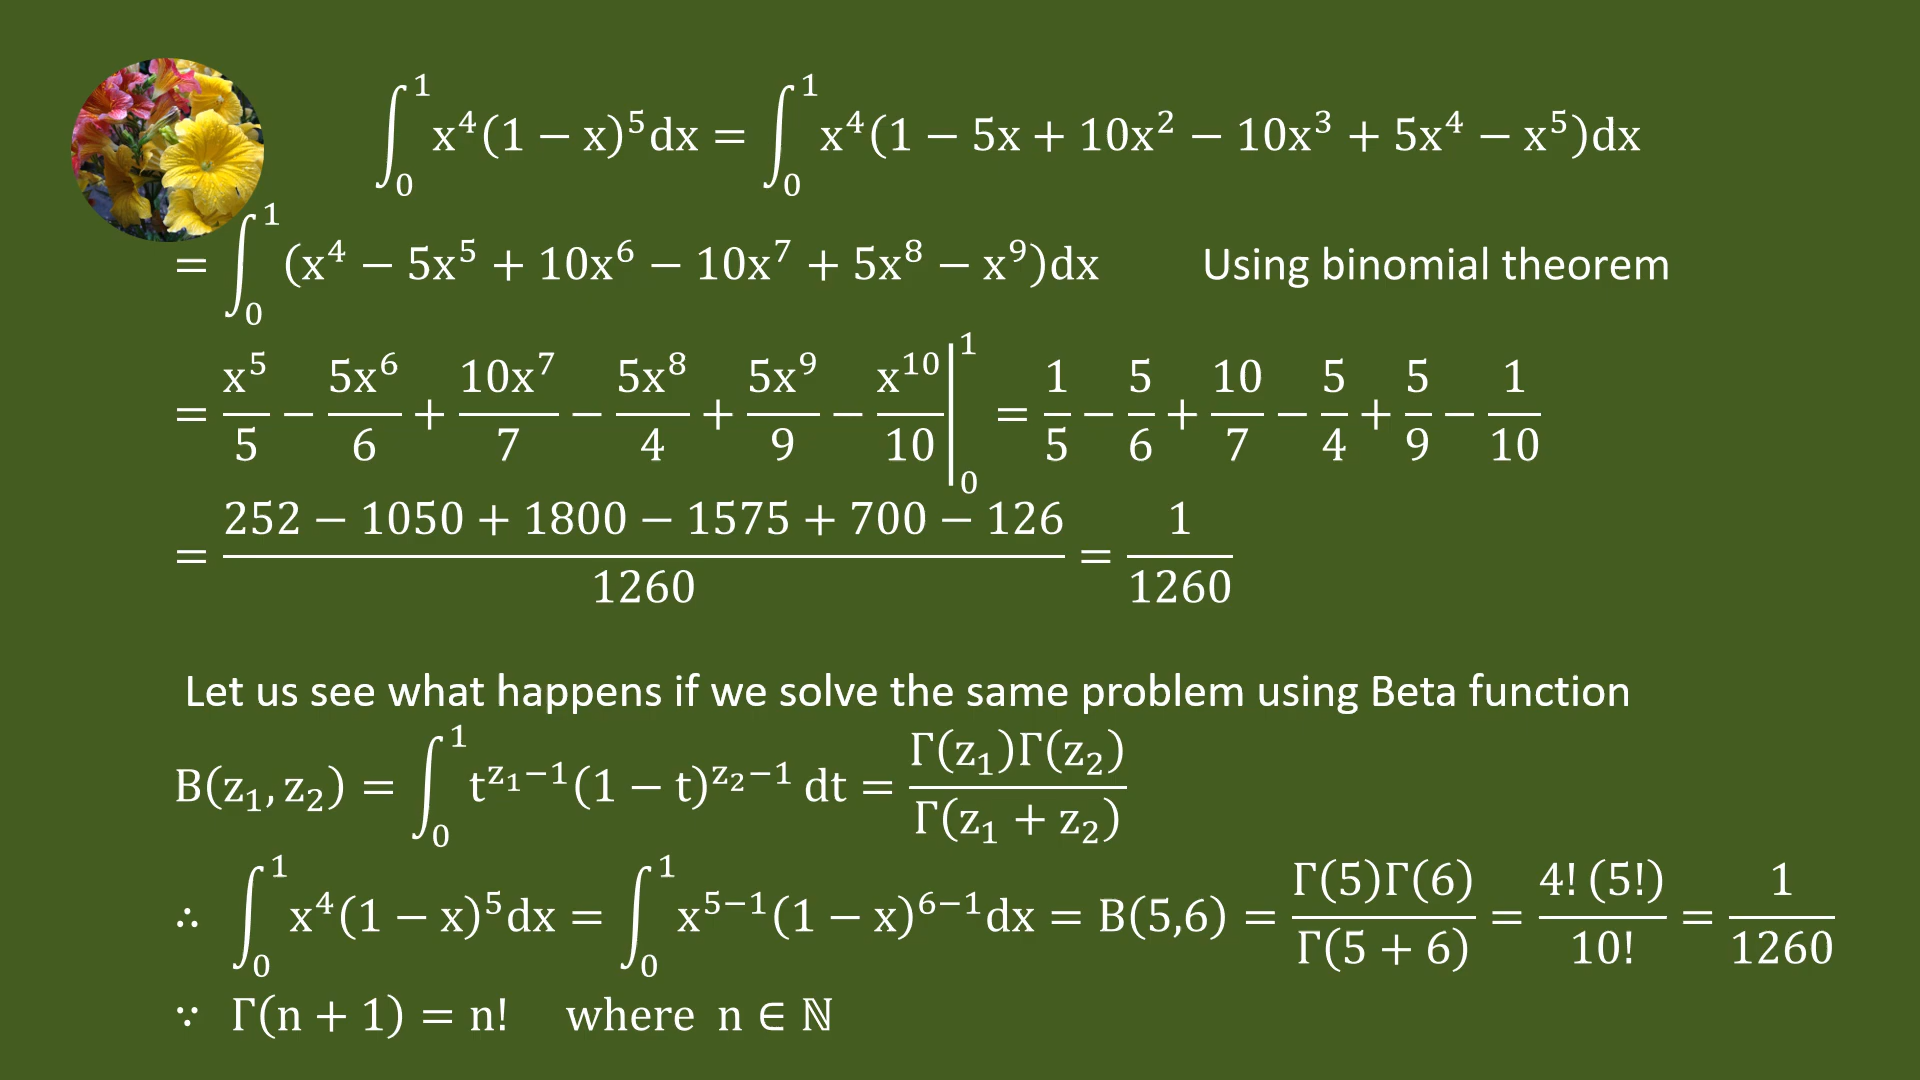 ∫₀¹ x⁴(1 − x)⁵dx = ∫₀¹ x⁴(1 − 5x + 10x² − 10x³ + 5x⁴ − x⁵)dx
= ∫₀¹ (x⁴ − 5x⁵ + 10x⁶ − 10x⁷ + 5x⁸ − x⁹)dx Using binomial theorem
= x⁵/5 − 5x⁶/6 + 10x⁷/7 − 5x⁸/4 + 5x⁹/9 − x¹⁰/10 |₀¹ = 1/5 − 5/6 + 10/7 − 5/4 + 5/9 − 1/10
= (252 − 1050 + 1800 − 1575 + 700 − 126)/1260 = 1/1260
Let us see what happens if we solve the same problem using Beta function
B(z₁, z₂) = ∫₀¹ t^(z₁−1)(1 − t)^(z₂−1) dt = Γ(z₁)Γ(z₂)/Γ(z₁ + z₂)
∴ ∫₀¹ x⁴(1 − x)⁵dx = ∫₀¹ x⁵⁻¹(1 − x)⁶⁻¹dx = B(5,6) = Γ(5)Γ(6)/Γ(5 + 6) = 4! (5!)/10! = 1/1260
∵ Γ(n + 1) = n! where n ∈ ℕ